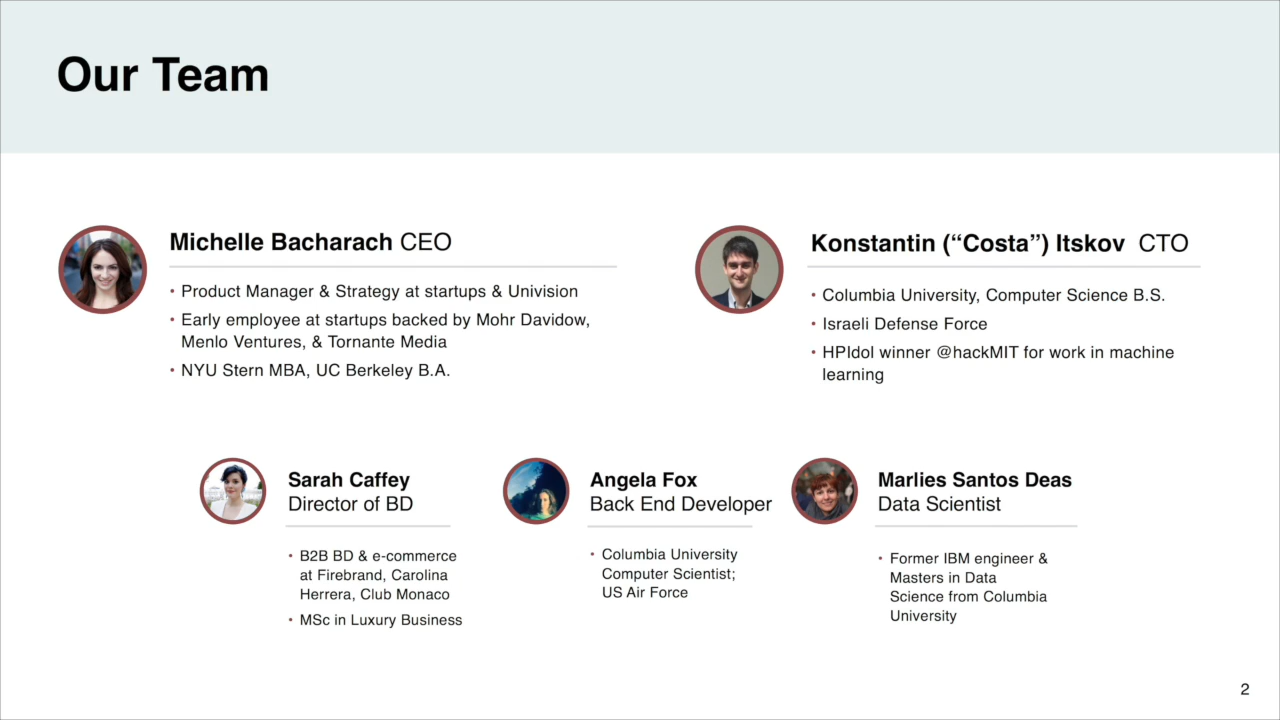 Our Team
Michelle Bacharach CEO
• Product Manager & Strategy at startups & Univision
• Early employee at startups backed by Mohr Davidow,
Menlo Ventures, & Tornante Media
• NYU Stern MBA, UC Berkeley B.A.
Konstantin (“Costa”) Itskov CTO
• Columbia University, Computer Science B.S.
• Israeli Defense Force
• HPIdol winner @hackMIT for work in machine
learning
Sarah Caffey
Director of BD
• B2B BD & e-commerce
at Firebrand, Carolina
Herrera, Club Monaco
• MSc in Luxury Business
Angela Fox
Back End Developer
• Columbia University
Computer Scientist;
US Air Force
Marlies Santos Deas
Data Scientist
• Former IBM engineer &
Masters in Data
Science from Columbia
University
2